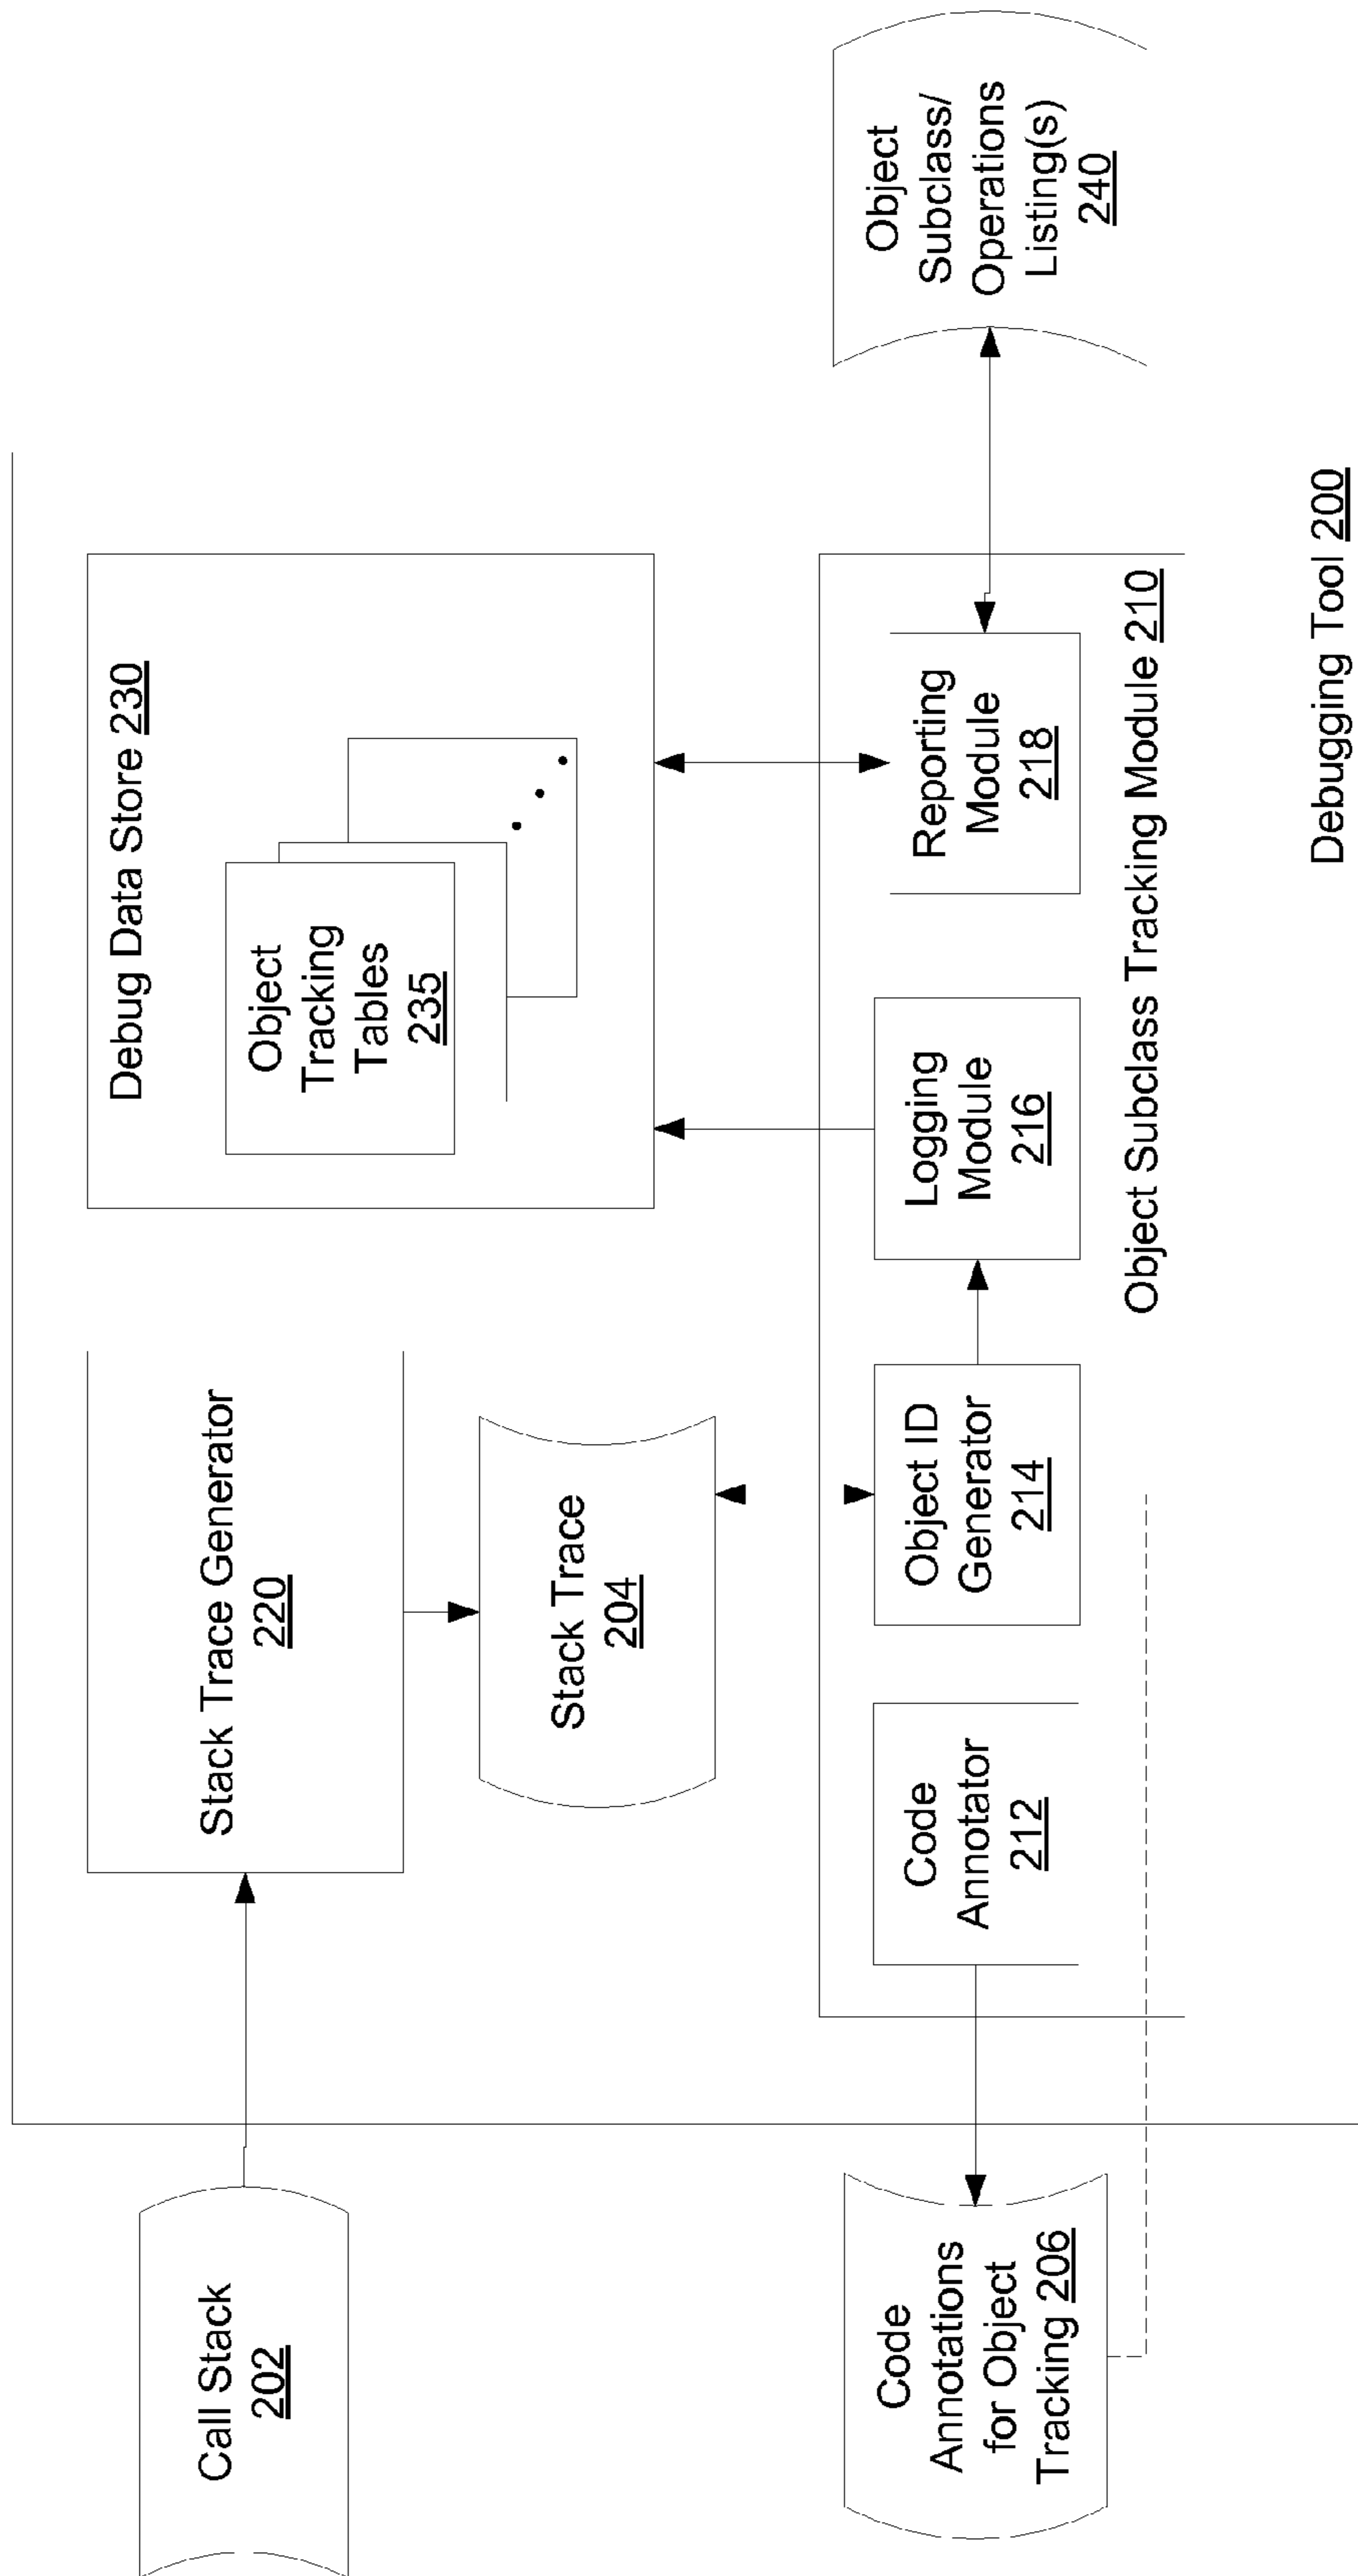 Call Stack
202
Stack Trace Generator
220
Stack Trace
204
Debug Data Store 230
Object
Tracking
Tables
235
Code
Annotations
for Object
Tracking 206
Code
Annotator
212
Object ID
Generator
214
Logging
Module
216
Reporting
Module
218
Object
Subclass/
Operations
Listing(s)
240
Object Subclass Tracking Module 210
Debugging Tool 200